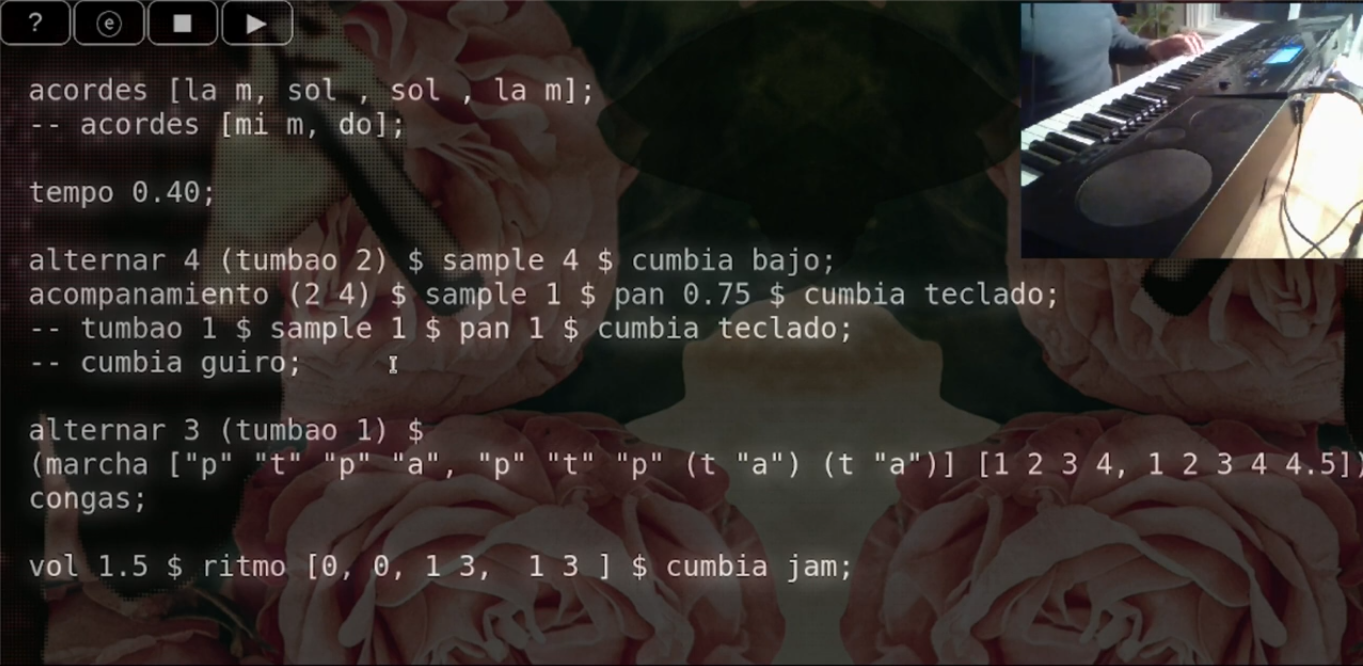 ?
e
acordes [la m, sol , sol , la m];
-- acordes [mi m, do];
tempo 0.40;
alternar 4 (tumbao 2) $ sample 4 $ cumbia bajo;
acompanamiento (2 4) $ sample 1 $ pan 0.75 $ cumbia teclado;
-- tumbao 1 $ sample 1 $ pan 1 $ cumbia teclado;
-- cumbia guiro;
alternar 3 (tumbao 1) $
(marcha ["p" "t" "p" "a", "p" "t" "p" (t "a") (t "a")] [1 2 3 4, 1 2 3 4 4.5])
congas;
vol 1.5 $ ritmo [0, 0, 1 3,  1 3 ] $ cumbia jam;